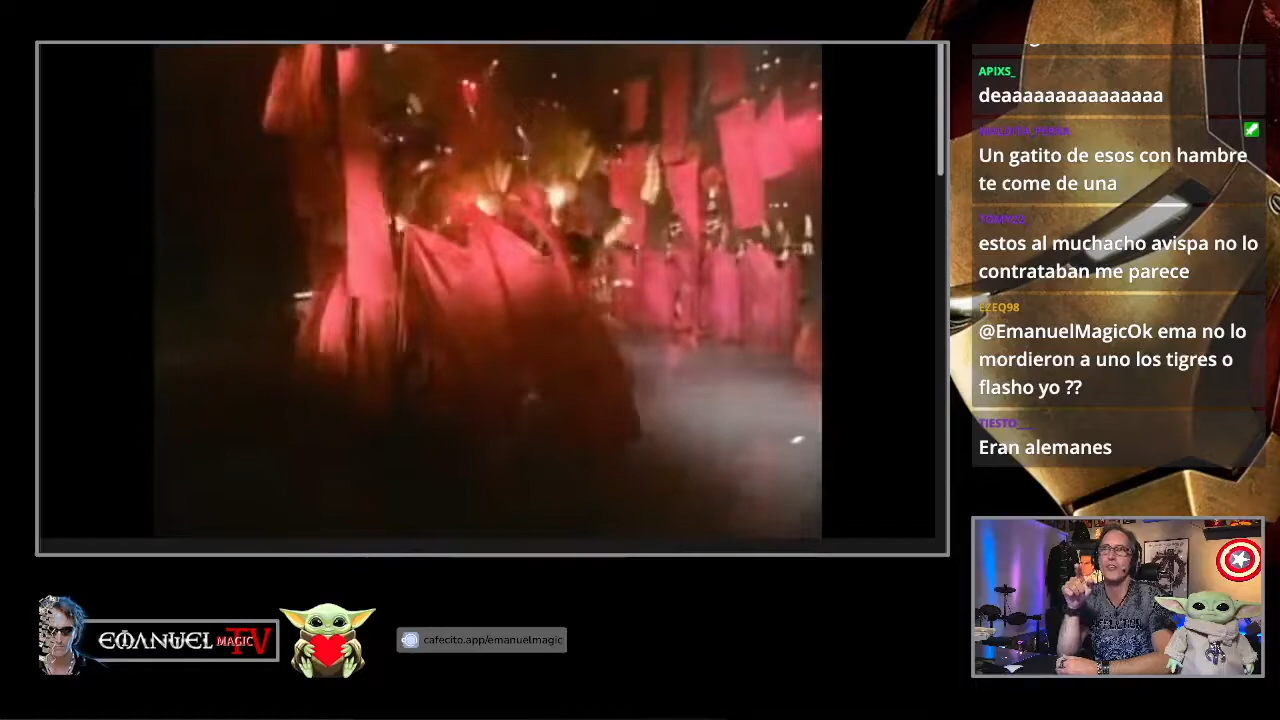 APIXS_
deaaaaaaaaaaaaaaa
Un gatito de esos con hambre
te come de una
estos al muchacho avispa no lo
contrataban me parece
EZEQ98
@EmanuelMagicOk ema no lo
mordieron a uno los tigres o
flasho yo ??
TIESTO___
Eran alemanes
EMANUEL MAGIC TV
cafecito.app/emanuelmagic